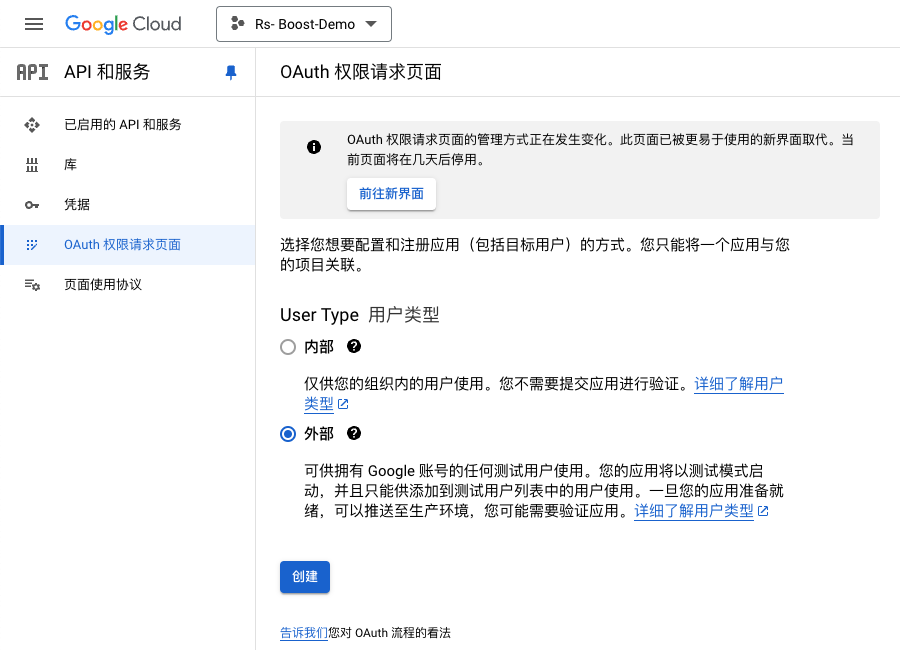 Google Cloud
Rs- Boost-Demo
API API 和服务
OAuth 权限请求页面
已启用的 API 和服务
库
凭据
OAuth 权限请求页面
页面使用协议
OAuth 权限请求页面的管理方式正在发生变化。此页面已被更易于使用的新界面取代。当
前页面将在几天后停用。
前往新界面
选择您想要配置和注册应用（包括目标用户）的方式。您只能将一个应用与您
的项目关联。
User Type 用户类型
内部
仅供您的组织内的用户使用。您不需要提交应用进行验证。详细了解用户
类型
外部
可供拥有 Google 账号的任何测试用户使用。您的应用将以测试模式启
动，并且只能供添加到测试用户列表中的用户使用。一旦您的应用准备就
绪，可以推送至生产环境，您可能需要验证应用。详细了解用户类型
创建
告诉我们您对 OAuth 流程的看法